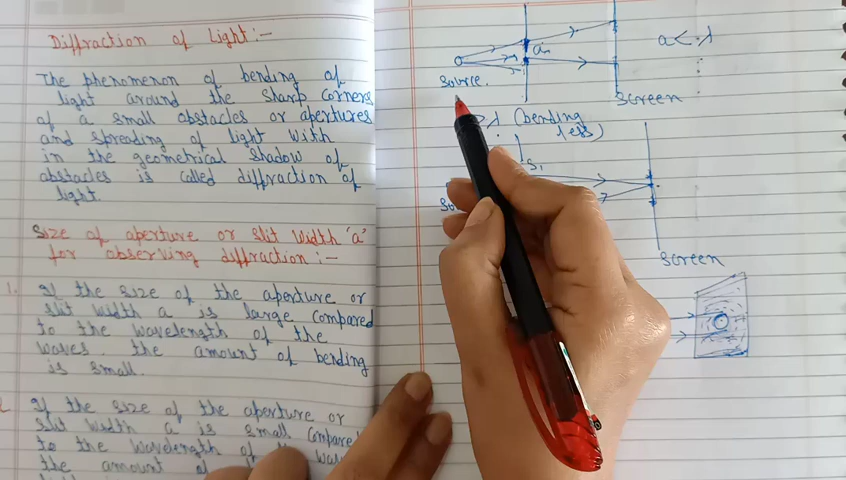 Diffraction of Light:-
The phenomenon of bending of
light around the sharp corners
of a small obstacles or apertures
and spreading of light with
in the geometrical shadow of
obstacles is called diffraction of
light.
Size of aperture or slit width 'a'
for observing diffraction:-
1. If the size of the aperture or
slit width a is large compared
to the wavelength of the
waves. the amount of bending
is small.
If the size of the aperture or
slit width a is small compared
to the wavelength of
the amount of
a
a < λ
Source.
Screen
λ (bending
less)
S1
Screen